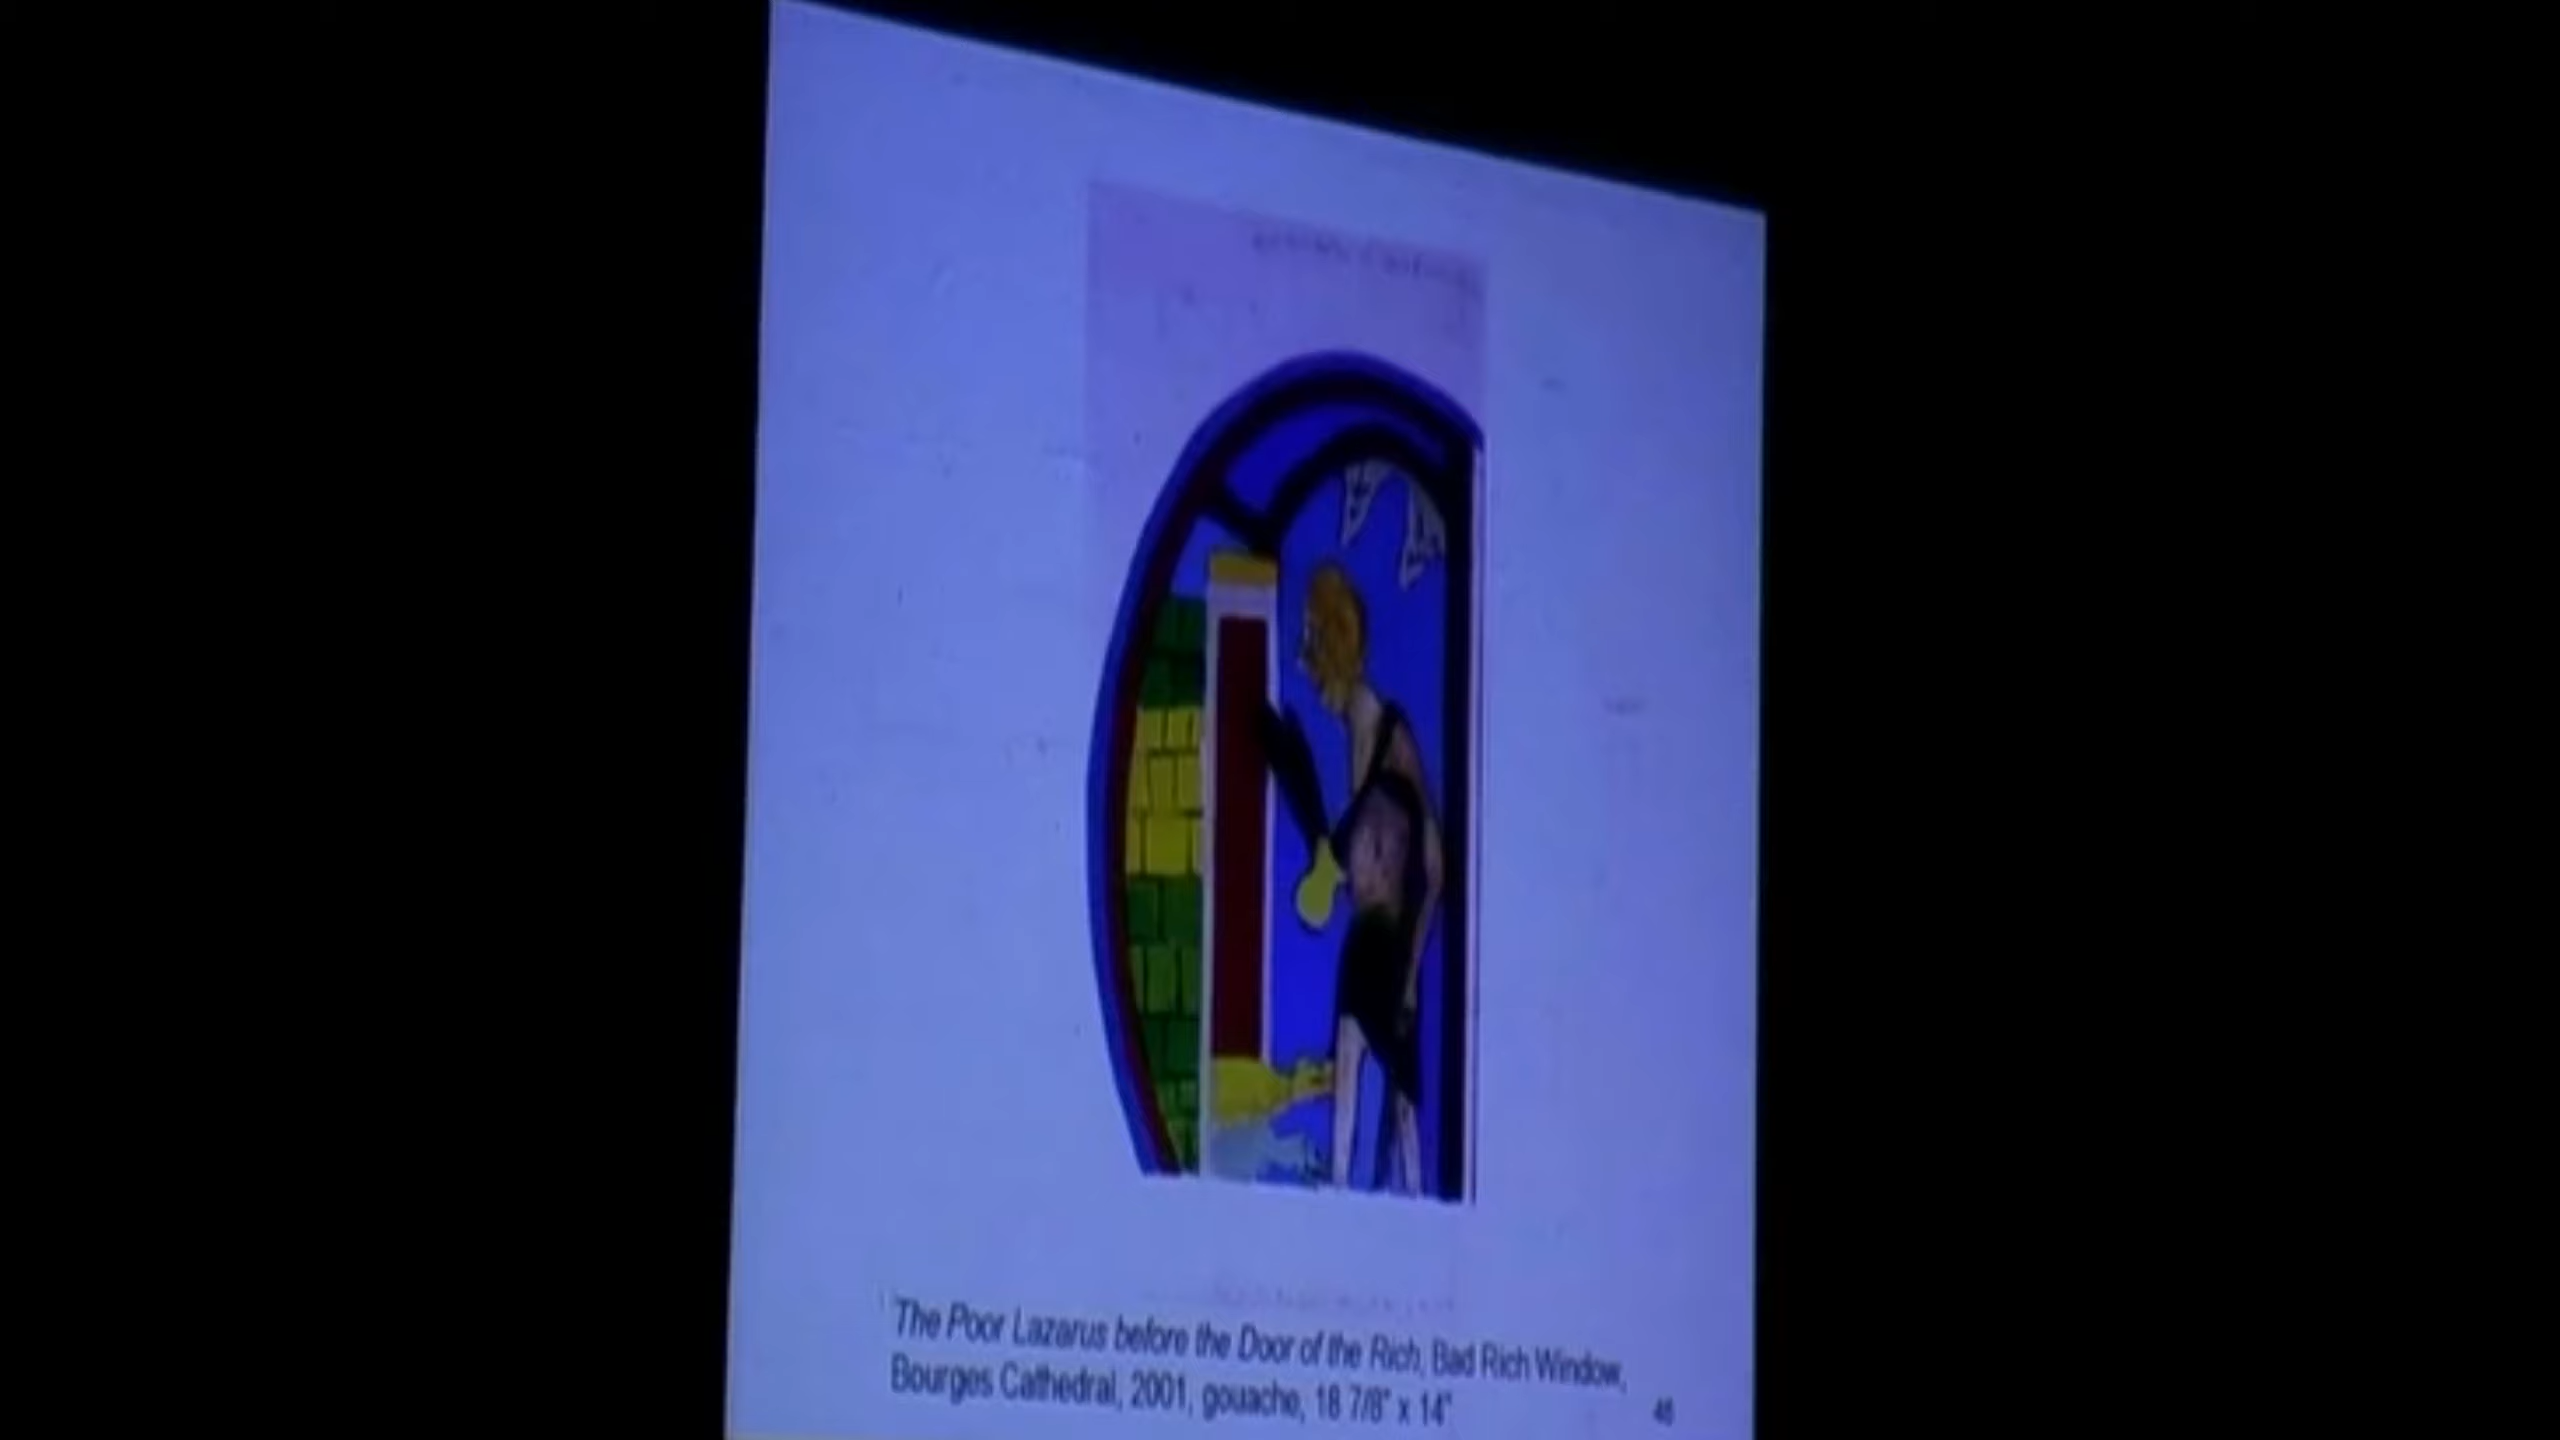 The Poor Lazarus before the Door of the Rich, Bad Rich Window,
Bourges Cathedral, 2001, gouache, 18 7/8" x 14"
46